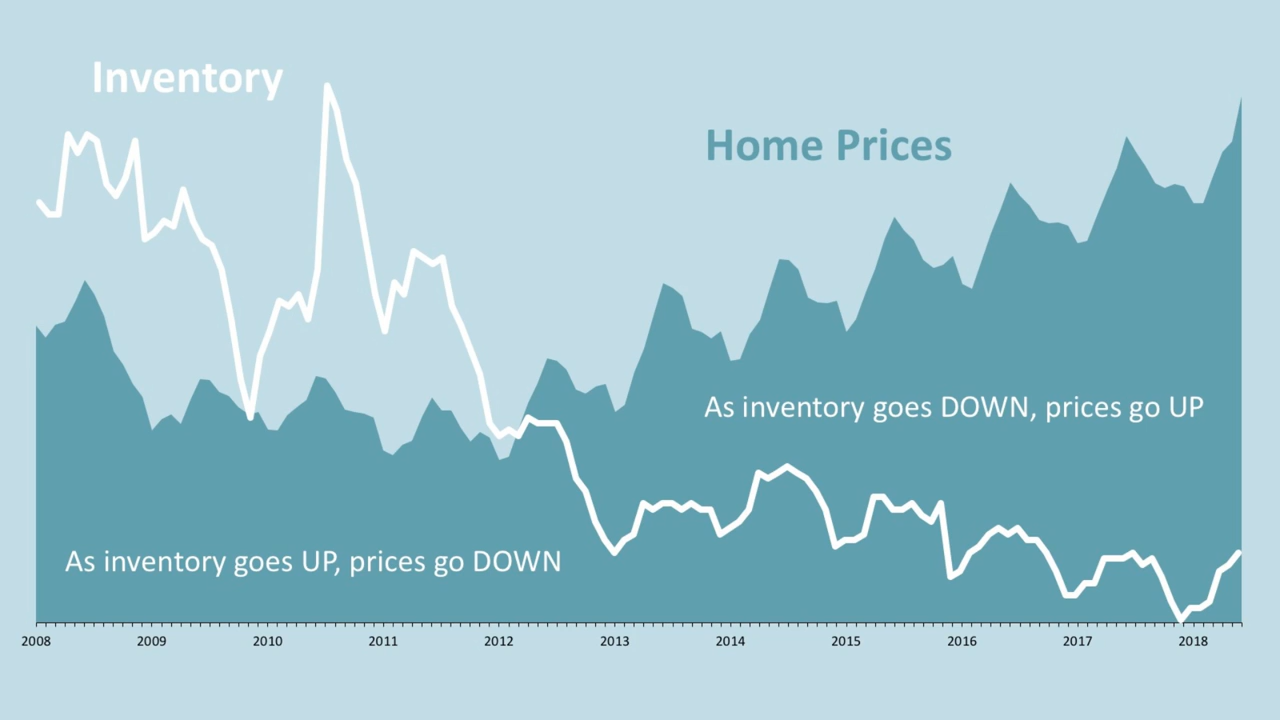 Inventory
Home Prices
As inventory goes DOWN, prices go UP
As inventory goes UP, prices go DOWN
2008 2009 2010 2011 2012 2013 2014 2015 2016 2017 2018